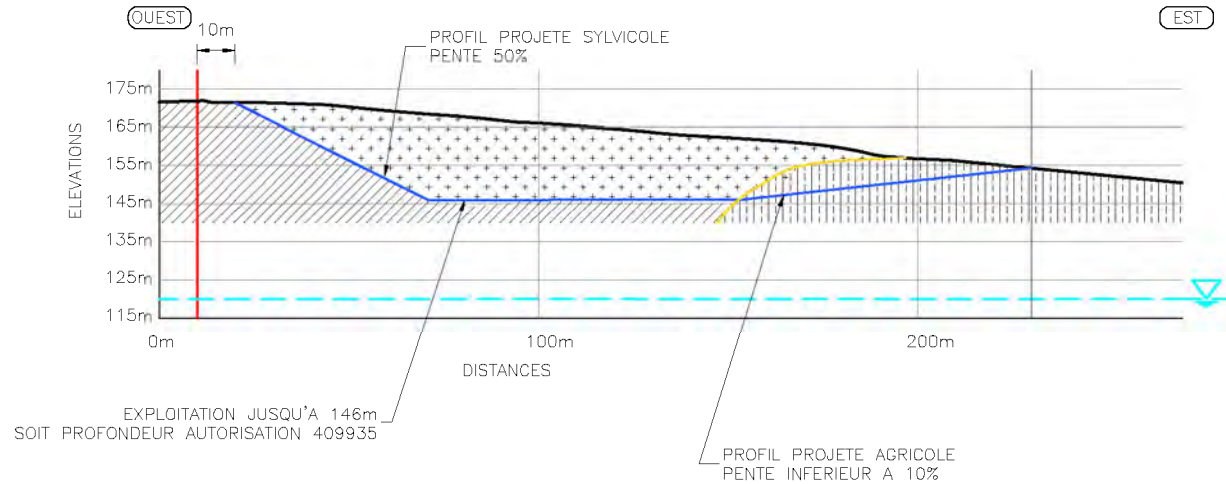 OUEST
EST
10m
PROFIL PROJETE SYLVICOLE
PENTE 50%
175m
165m
155m
145m
135m
125m
115m
ELEVATIONS
0m
100m
200m
DISTANCES
EXPLOITATION JUSQU'A 146m
SOIT PROFONDEUR AUTORISATION 409935
PROFIL PROJETE AGRICOLE
PENTE INFERIEUR A 10%